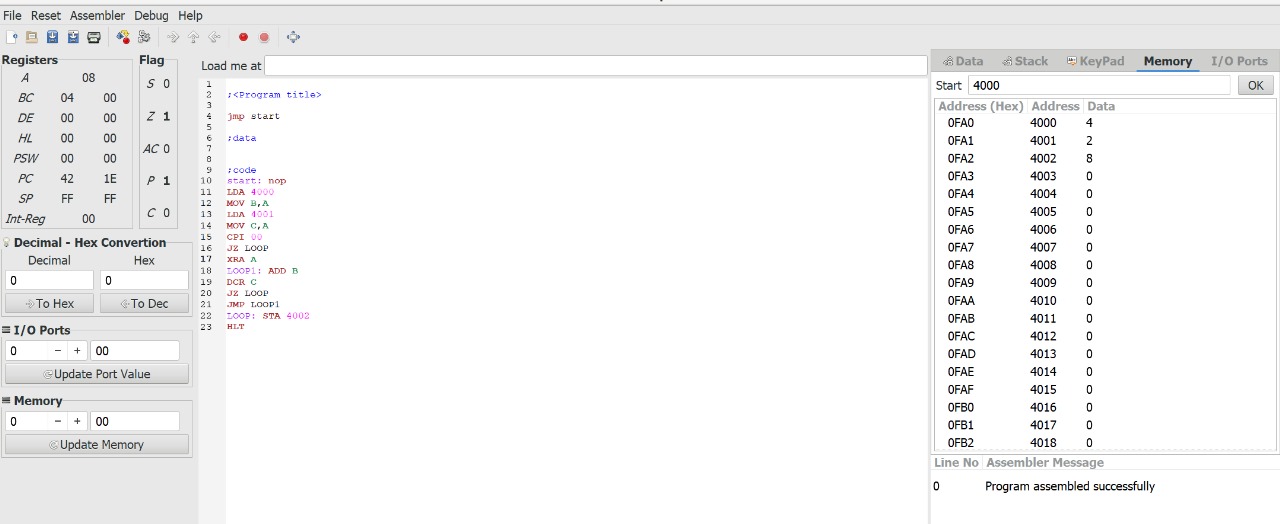 File Reset Assembler Debug Help
Registers
A 08
BC 04 00
DE 00 00
HL 00 00
PSW 00 00
PC 42 1E
SP FF FF
Int-Reg 00
Flag
S 0
Z 1
AC 0
P 1
C 0
Decimal - Hex Convertion
Decimal Hex
0 0
To Hex To Dec
I/O Ports
0 − + 00
Update Port Value
Memory
0 − + 00
Update Memory
Load me at
1
2 ;<Program title>
3
4 jmp start
5
6 ;data
7
8
9 ;code
10 start: nop
11 LDA 4000
12 MOV B,A
13 LDA 4001
14 MOV C,A
15 CPI 00
16 JZ LOOP
17 XRA A
18 LOOP1: ADD B
19 DCR C
20 JZ LOOP
21 JMP LOOP1
22 LOOP: STA 4002
23 HLT
Data Stack KeyPad Memory I/O Ports
Start 4000 OK
Address (Hex) Address Data
0FA0 4000 4
0FA1 4001 2
0FA2 4002 8
0FA3 4003 0
0FA4 4004 0
0FA5 4005 0
0FA6 4006 0
0FA7 4007 0
0FA8 4008 0
0FA9 4009 0
0FAA 4010 0
0FAB 4011 0
0FAC 4012 0
0FAD 4013 0
0FAE 4014 0
0FAF 4015 0
0FB0 4016 0
0FB1 4017 0
0FB2 4018 0
Line No Assembler Message
0 Program assembled successfully